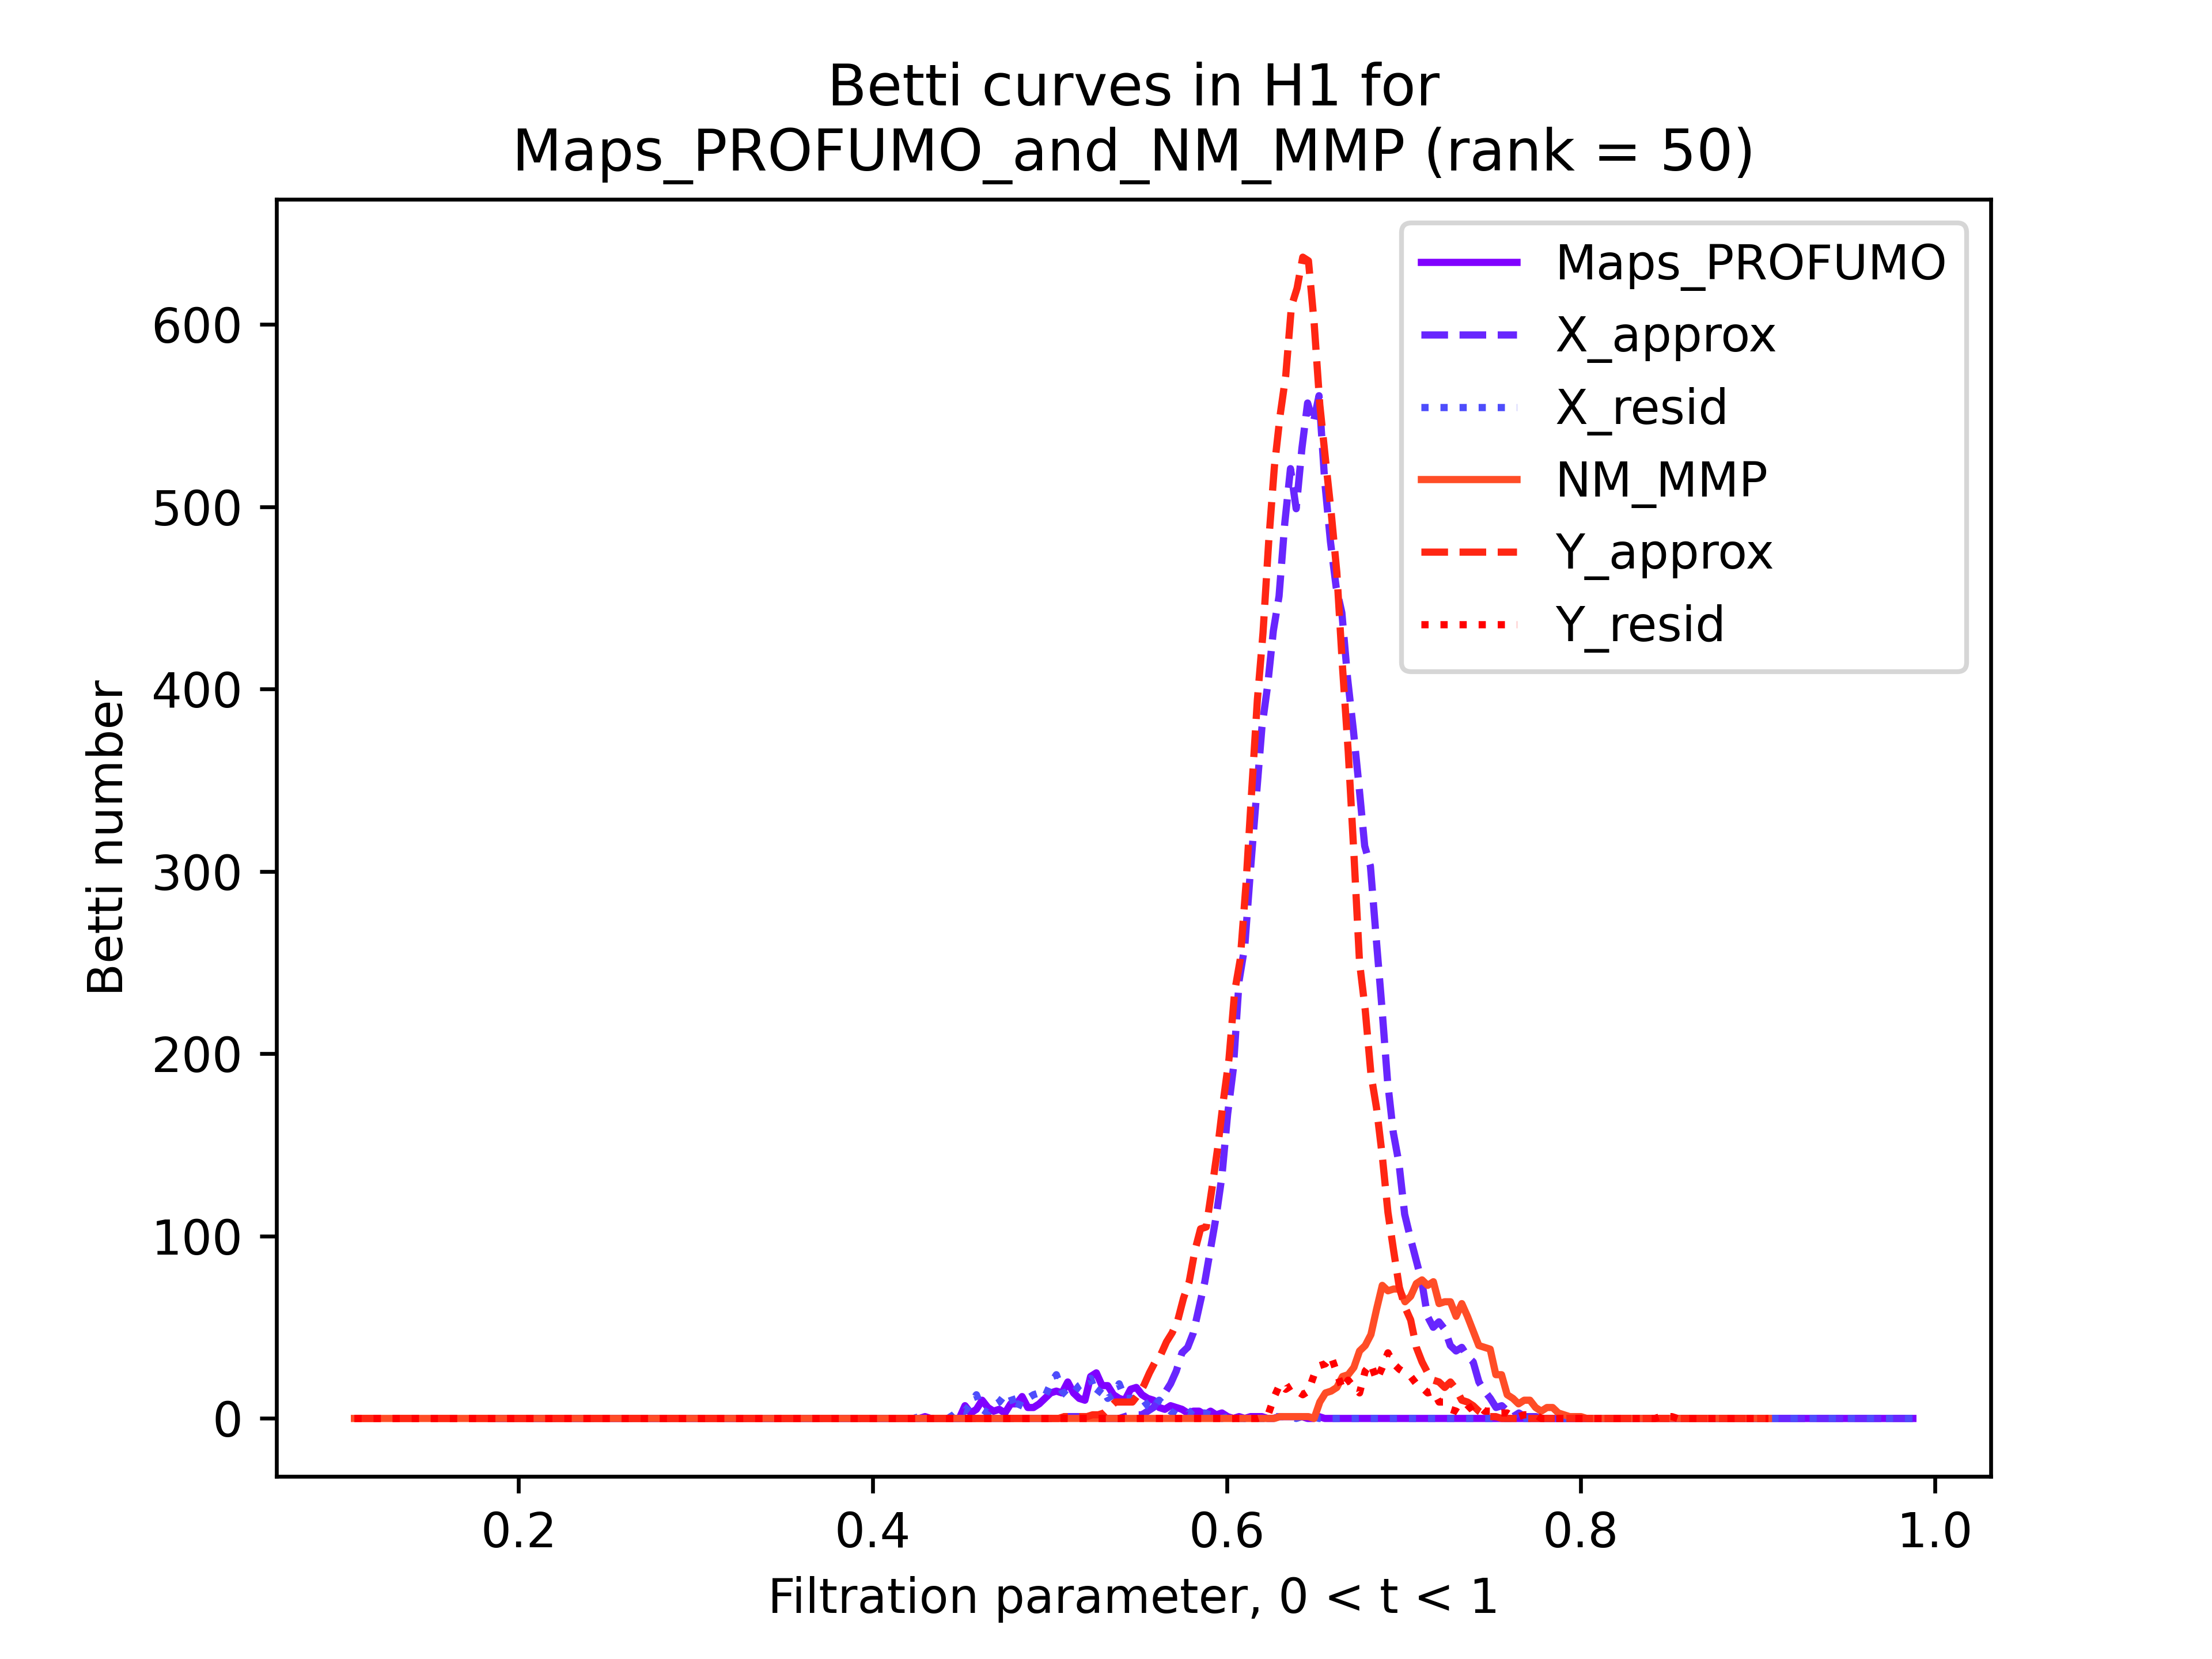 Betti curves in H1 for
Maps_PROFUMO_and_NM_MMP (rank = 50)
Maps_PROFUMO
X_approx
X_resid
NM_MMP
Y_approx
Y_resid
Betti number
600
500
400
300
200
100
0
0.2 0.4 0.6 0.8 1.0
Filtration parameter, 0 < t < 1